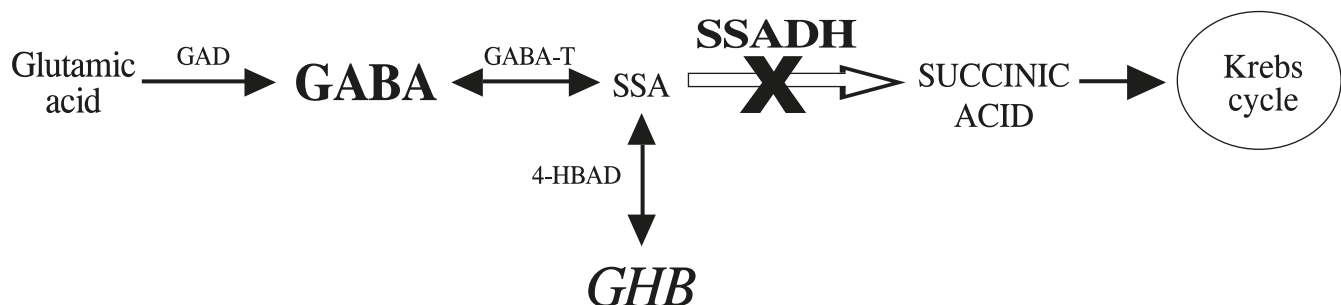 Glutamic
acid
GAD
GABA
GABA-T
SSA
SSADH
SUCCINIC
ACID
Krebs
cycle
4-HBAD
GHB